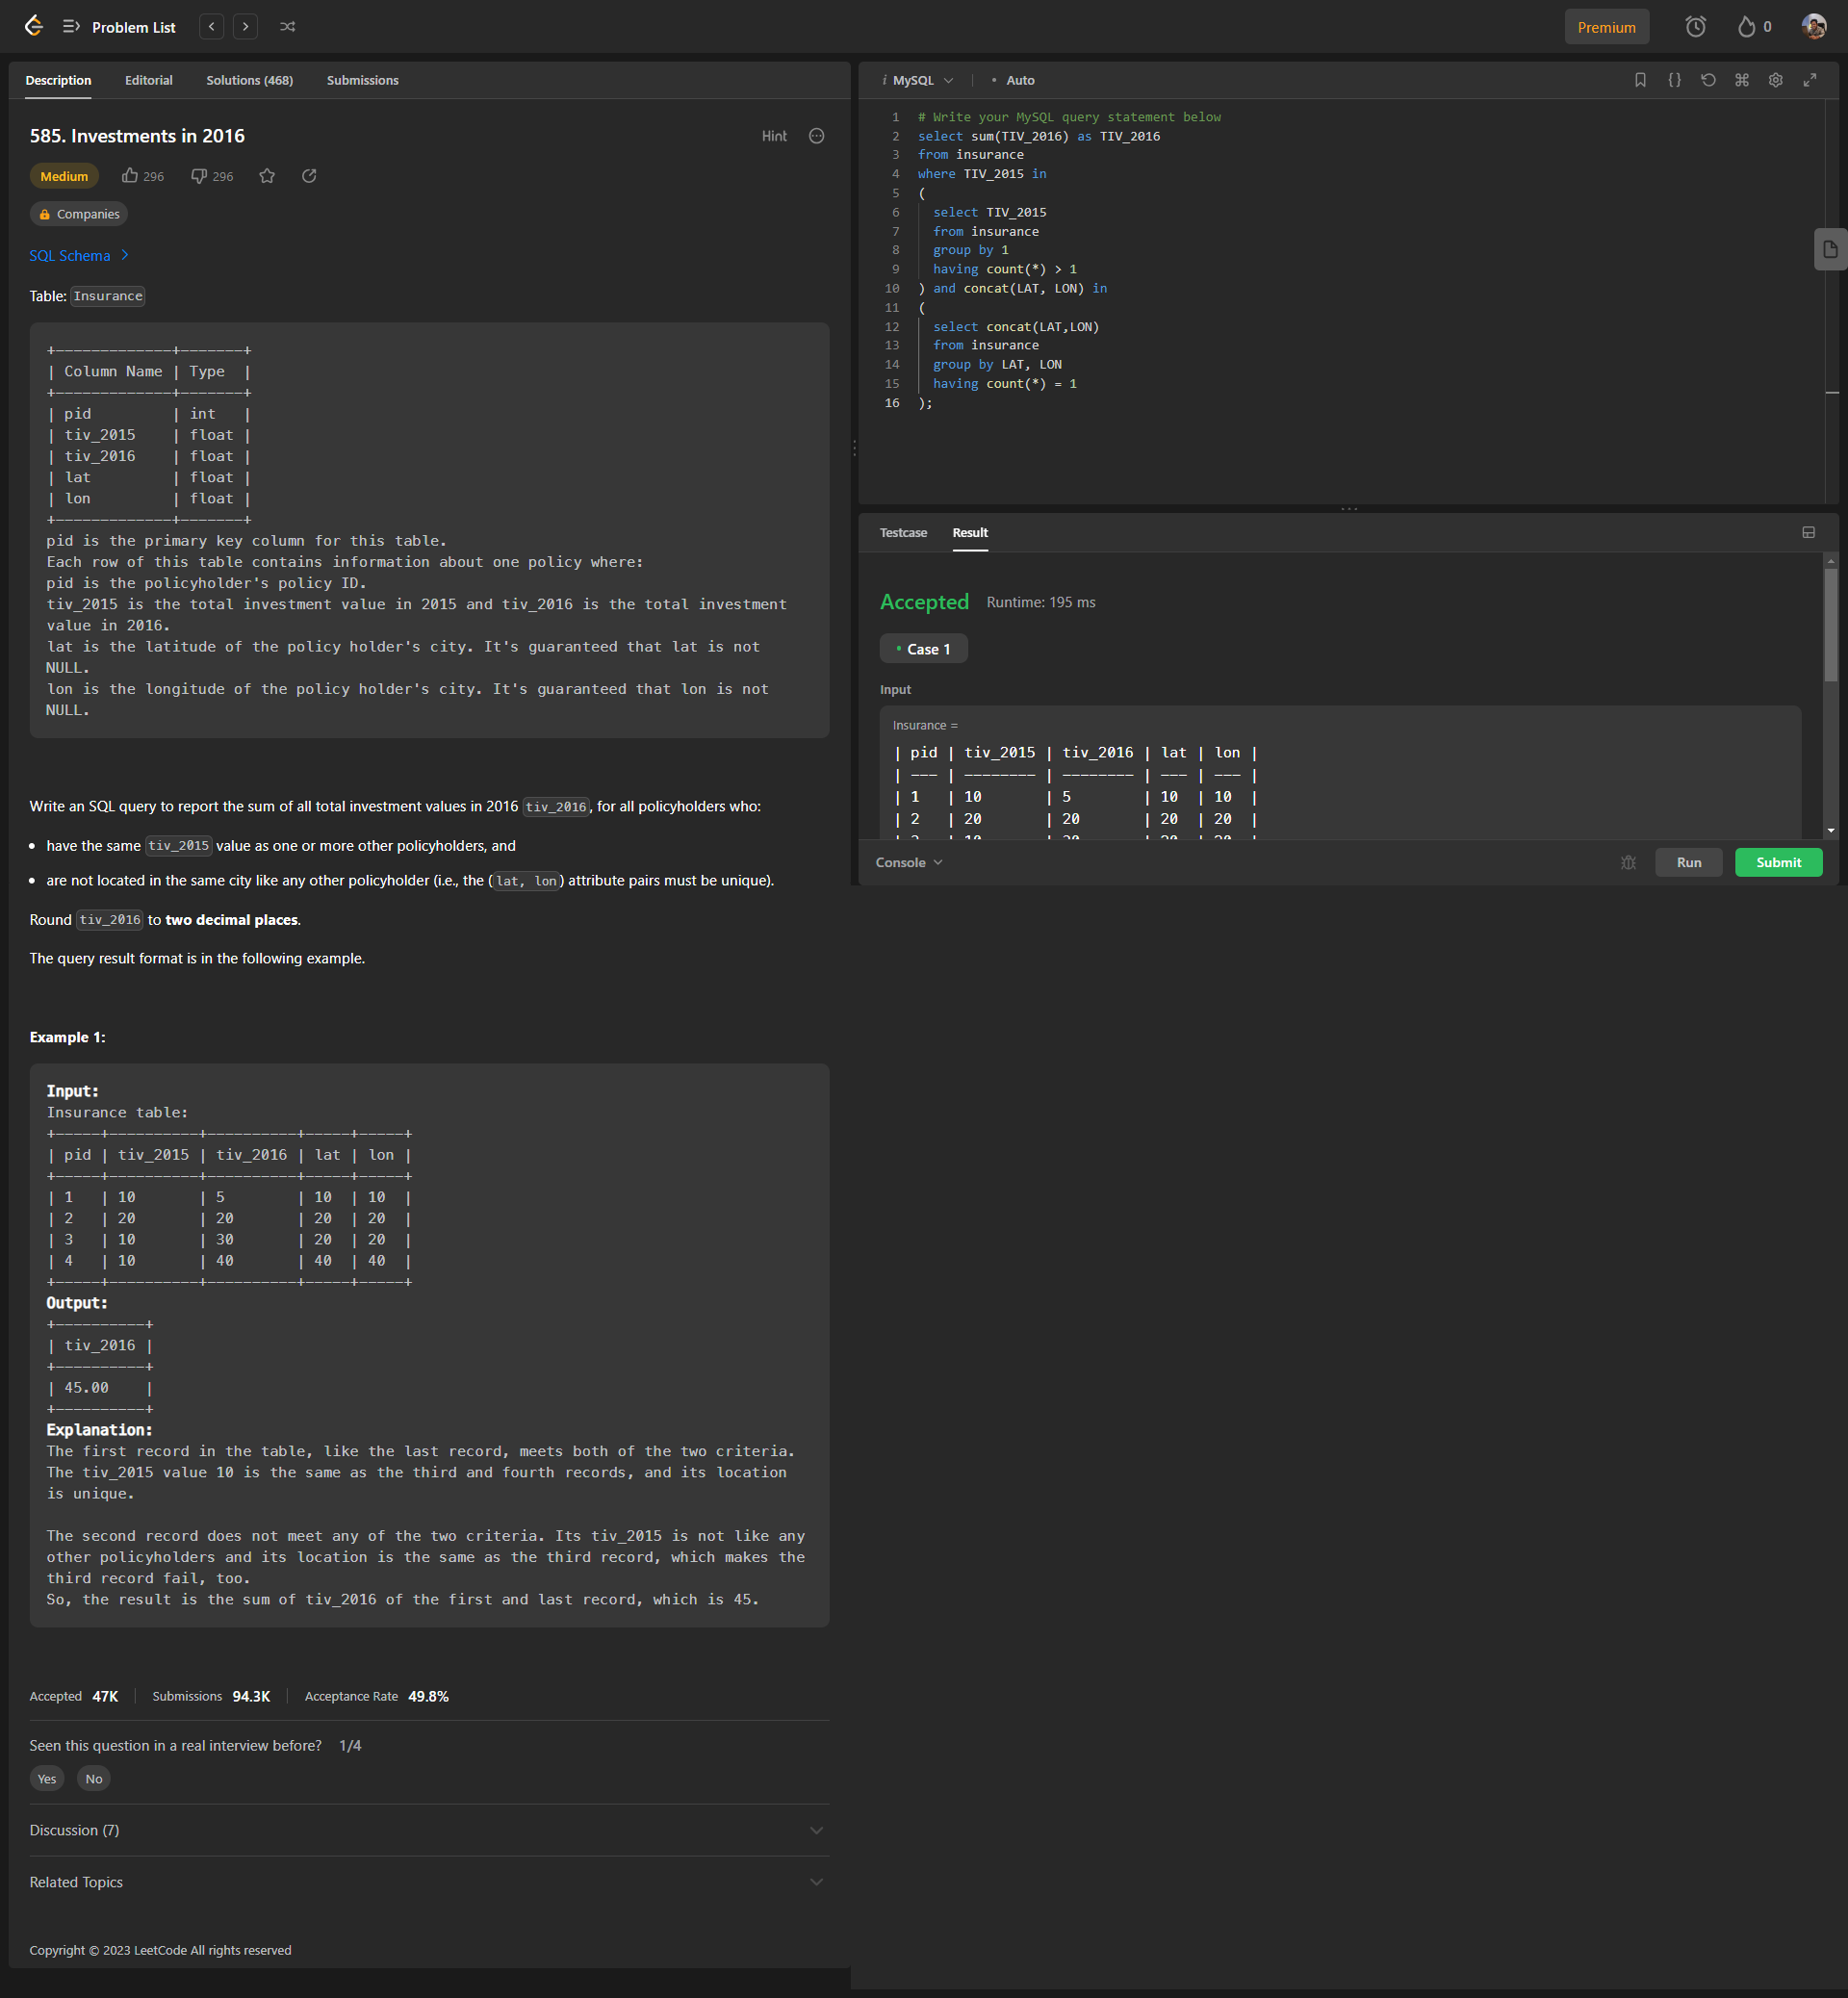 Problem List
Premium
0
Description Editorial Solutions (468) Submissions
585. Investments in 2016
Hint
Medium 296 296
Companies
SQL Schema
Table: Insurance
+-------------+-------+
| Column Name | Type  |
+-------------+-------+
| pid         | int   |
| tiv_2015    | float |
| tiv_2016    | float |
| lat         | float |
| lon         | float |
+-------------+-------+
pid is the primary key column for this table.
Each row of this table contains information about one policy where:
pid is the policyholder's policy ID.
tiv_2015 is the total investment value in 2015 and tiv_2016 is the total investment
value in 2016.
lat is the latitude of the policy holder's city. It's guaranteed that lat is not
NULL.
lon is the longitude of the policy holder's city. It's guaranteed that lon is not
NULL.
Write an SQL query to report the sum of all total investment values in 2016 tiv_2016, for all policyholders who:
• have the same tiv_2015 value as one or more other policyholders, and
• are not located in the same city like any other policyholder (i.e., the (lat, lon) attribute pairs must be unique).
Round tiv_2016 to two decimal places.
The query result format is in the following example.
Example 1:
Input:
Insurance table:
+-----+----------+----------+-----+-----+
| pid | tiv_2015 | tiv_2016 | lat | lon |
+-----+----------+----------+-----+-----+
| 1   | 10       | 5        | 10  | 10  |
| 2   | 20       | 20       | 20  | 20  |
| 3   | 10       | 30       | 20  | 20  |
| 4   | 10       | 40       | 40  | 40  |
+-----+----------+----------+-----+-----+
Output:
+----------+
| tiv_2016 |
+----------+
| 45.00    |
+----------+
Explanation:
The first record in the table, like the last record, meets both of the two criteria.
The tiv_2015 value 10 is the same as the third and fourth records, and its location
is unique.
The second record does not meet any of the two criteria. Its tiv_2015 is not like any
other policyholders and its location is the same as the third record, which makes the
third record fail, too.
So, the result is the sum of tiv_2016 of the first and last record, which is 45.
Accepted 47K Submissions 94.3K Acceptance Rate 49.8%
Seen this question in a real interview before? 1/4
Yes No
Discussion (7)
Related Topics
Copyright © 2023 LeetCode All rights reserved
i MySQL • Auto
1 # Write your MySQL query statement below
2 select sum(TIV_2016) as TIV_2016
3 from insurance
4 where TIV_2015 in
5 (
6   select TIV_2015
7   from insurance
8   group by 1
9   having count(*) > 1
10 ) and concat(LAT, LON) in
11 (
12   select concat(LAT,LON)
13   from insurance
14   group by LAT, LON
15   having count(*) = 1
16 );
Testcase Result
Accepted Runtime: 195 ms
• Case 1
Input
Insurance =
| pid | tiv_2015 | tiv_2016 | lat | lon |
| --- | -------- | -------- | --- | --- |
| 1   | 10       | 5        | 10  | 10  |
| 2   | 20       | 20       | 20  | 20  |
Console Run Submit